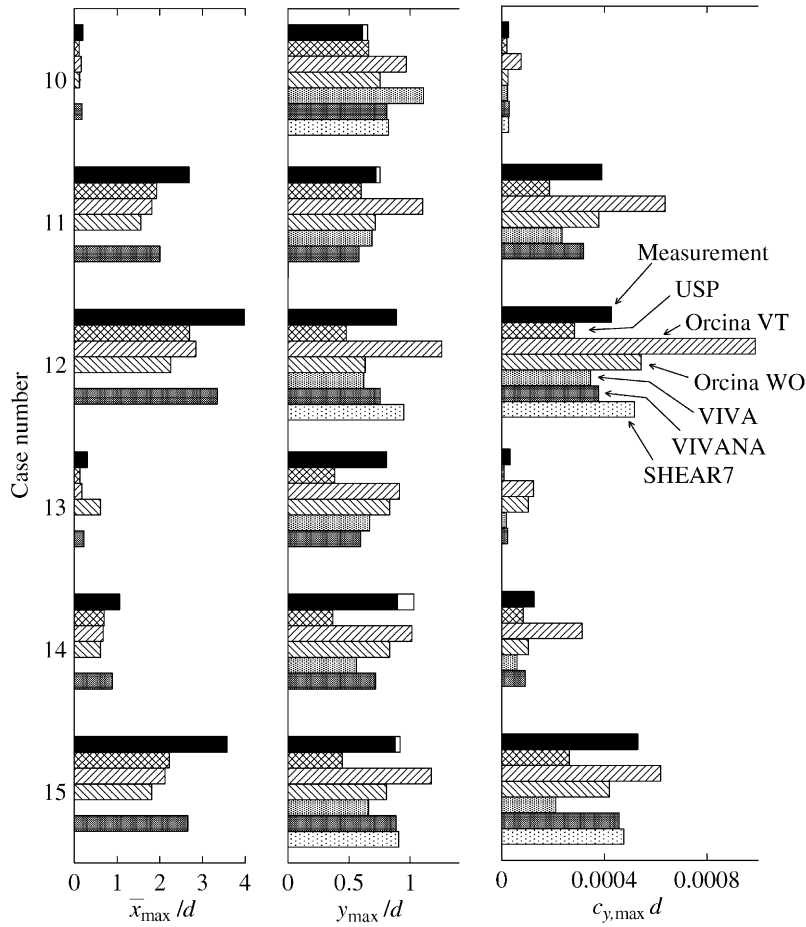 10
11
12
13
14
15
Case number
0 1 2 3 4
x̄max /d
0 0.5 1
ymax /d
0 0.0004 0.0008
cy,max d
Measurement
USP
Orcina VT
Orcina WO
VIVA
VIVANA
SHEAR7